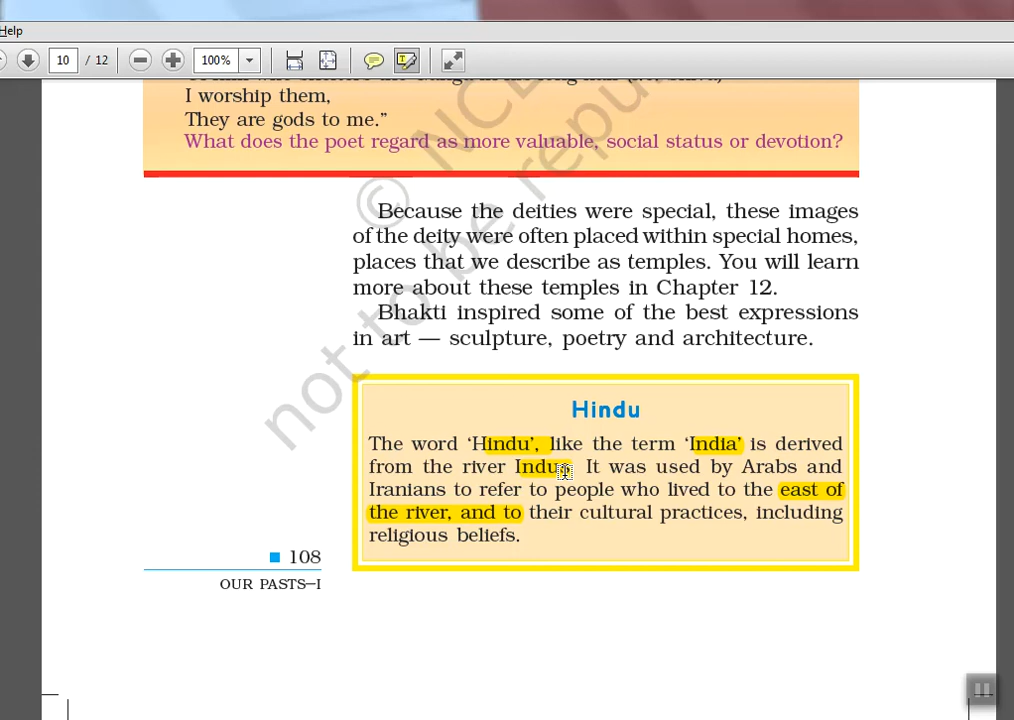 Help
10 / 12 100%
I worship them,
They are gods to me.”
What does the poet regard as more valuable, social status or devotion?
Because the deities were special, these images
of the deity were often placed within special homes,
places that we describe as temples. You will learn
more about these temples in Chapter 12.
Bhakti inspired some of the best expressions
in art — sculpture, poetry and architecture.
Hindu
The word ‘Hindu’, like the term ‘India’ is derived
from the river Indus. It was used by Arabs and
Iranians to refer to people who lived to the east of
the river, and to their cultural practices, including
religious beliefs.
108
OUR PASTS–I
not to be republ
© NCE